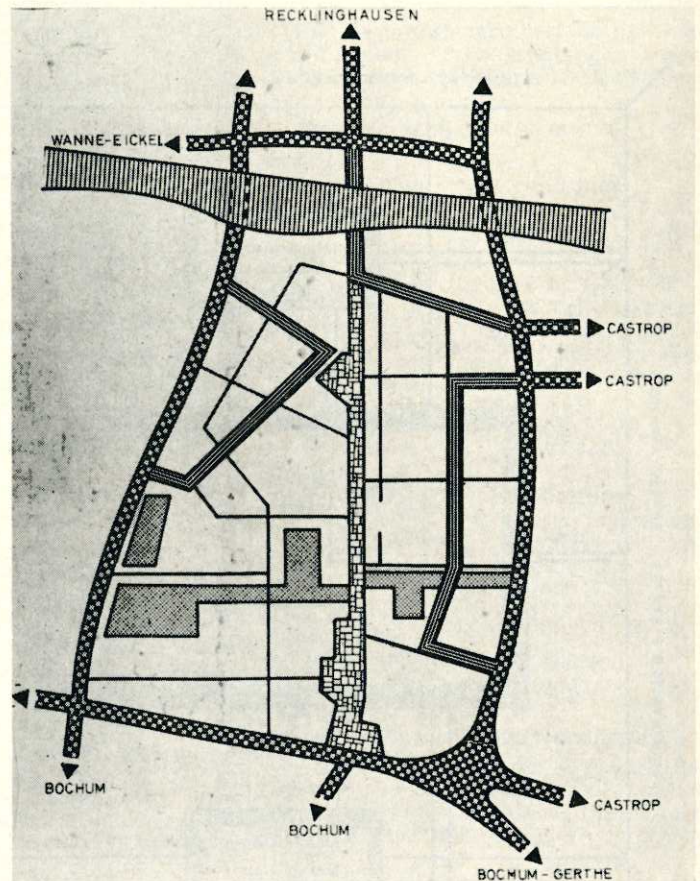 RECKLINGHAUSEN
WANNE-EICKEL
CASTROP
CASTROP
BOCHUM
BOCHUM
CASTROP
BOCHUM - GERTHE